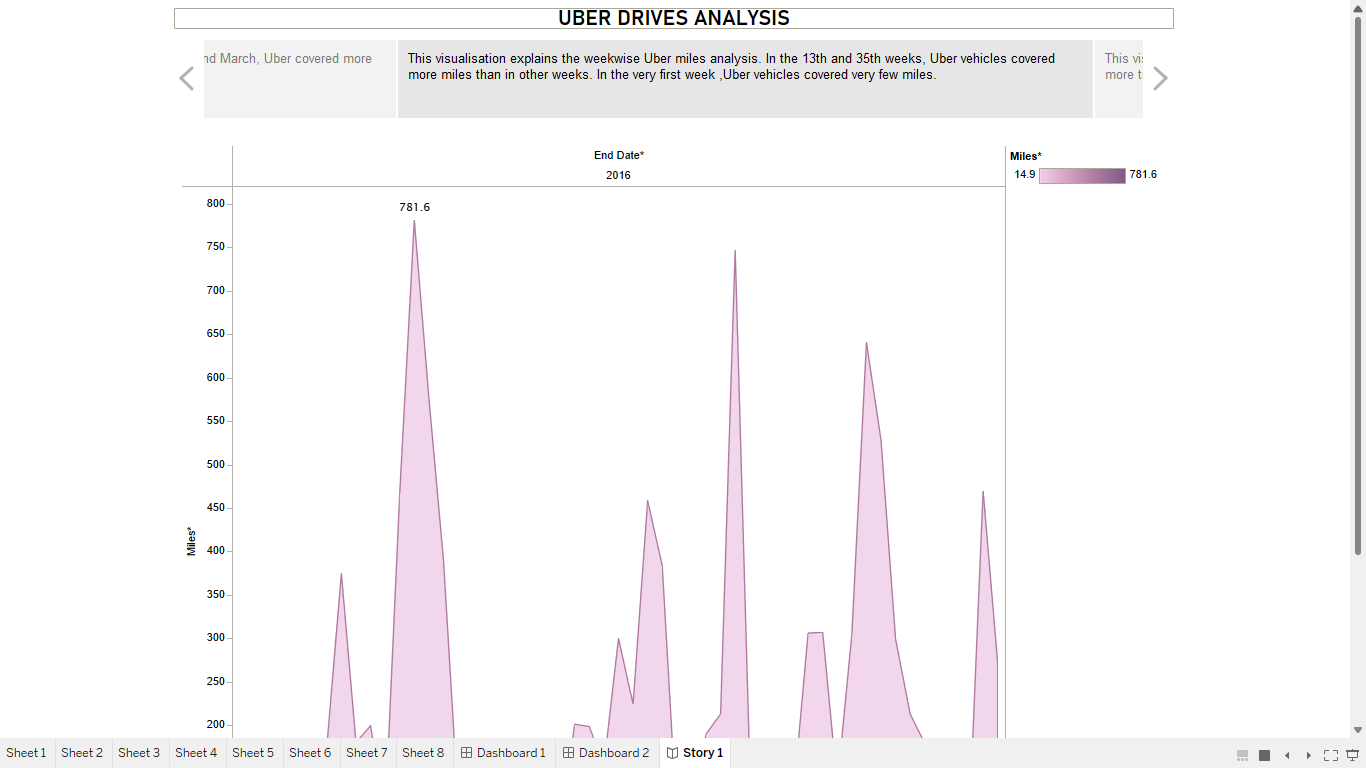 UBER DRIVES ANALYSIS
nd March, Uber covered more
This visualisation explains the weekwise Uber miles analysis. In the 13th and 35th weeks, Uber vehicles covered
more miles than in other weeks. In the very first week ,Uber vehicles covered very few miles.
This
more
End Date*
2016
Miles*
14.9
781.6
781.6
800
750
700
650
600
550
500
450
400
350
300
250
200
Miles*
Sheet 1
Sheet 2
Sheet 3
Sheet 4
Sheet 5
Sheet 6
Sheet 7
Sheet 8
Dashboard 1
Dashboard 2
Story 1